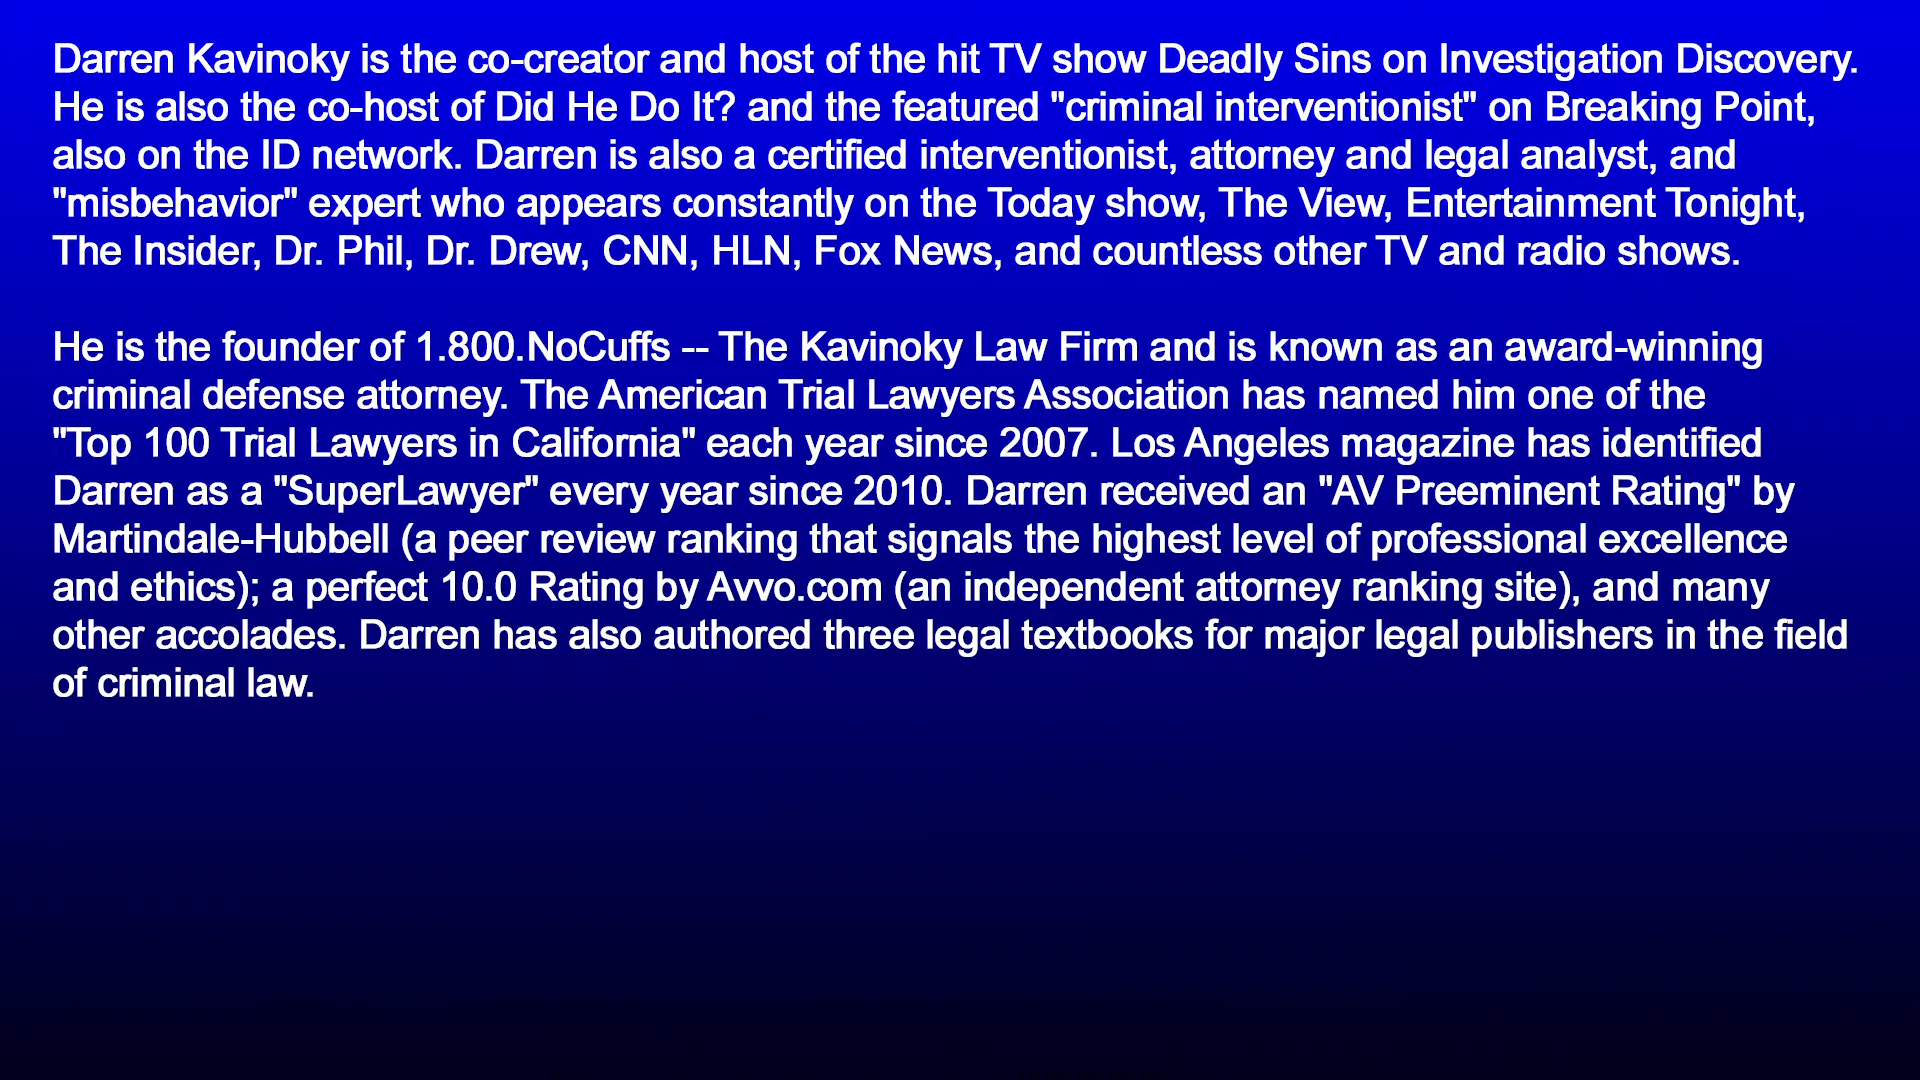 Darren Kavinoky is the co-creator and host of the hit TV show Deadly Sins on Investigation Discovery.
He is also the co-host of Did He Do It? and the featured "criminal interventionist" on Breaking Point,
also on the ID network. Darren is also a certified interventionist, attorney and legal analyst, and
"misbehavior" expert who appears constantly on the Today show, The View, Entertainment Tonight,
The Insider, Dr. Phil, Dr. Drew, CNN, HLN, Fox News, and countless other TV and radio shows.
He is the founder of 1.800.NoCuffs -- The Kavinoky Law Firm and is known as an award-winning
criminal defense attorney. The American Trial Lawyers Association has named him one of the
"Top 100 Trial Lawyers in California" each year since 2007. Los Angeles magazine has identified
Darren as a "SuperLawyer" every year since 2010. Darren received an "AV Preeminent Rating" by
Martindale-Hubbell (a peer review ranking that signals the highest level of professional excellence
and ethics); a perfect 10.0 Rating by Avvo.com (an independent attorney ranking site), and many
other accolades. Darren has also authored three legal textbooks for major legal publishers in the field
of criminal law.